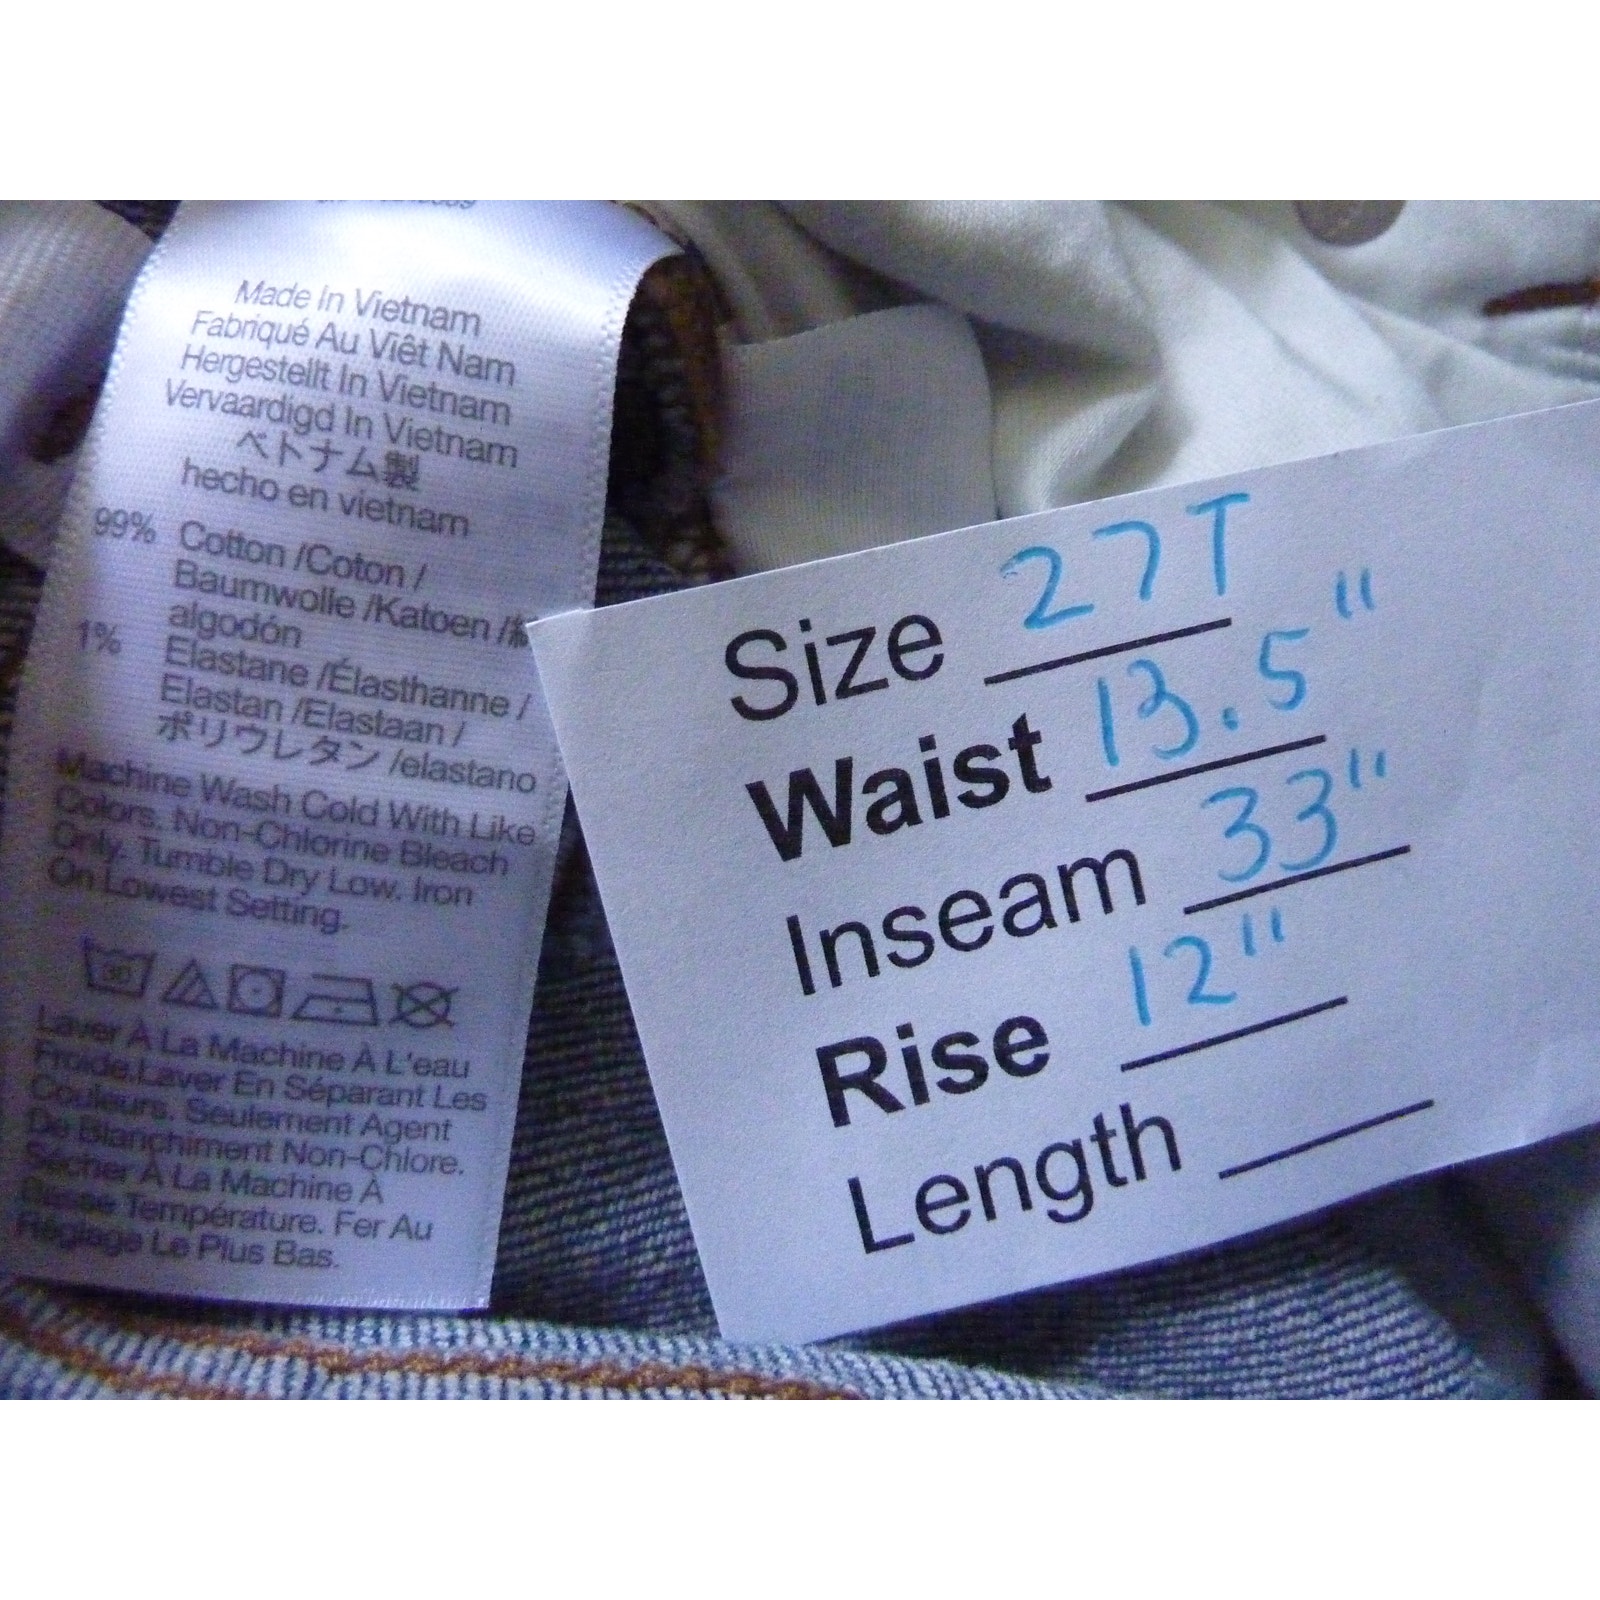 Made In Vietnam
Fabriqué Au Viêt Nam
Hergestellt In Vietnam
Vervaardigd In Vietnam
ベトナム製
hecho en vietnam
99% Cotton /Coton /
Baumwolle /Katoen /
algodón
1% Elastane /Élasthanne /
Elastan /Elastaan /
ポリウレタン /elastano
Machine Wash Cold With Like
Colors. Non-Chlorine Bleach
Only. Tumble Dry Low. Iron
On Lowest Setting.
30
Laver À La Machine À L'eau
Froide.Laver En Séparant Les
Couleurs. Seulement Agent
De Blanchiment Non-Chlore.
Sécher À La Machine À
Basse Température. Fer Au
Réglage Le Plus Bas.
Size 27T
Waist 13.5"
Inseam 33"
Rise 12"
Length